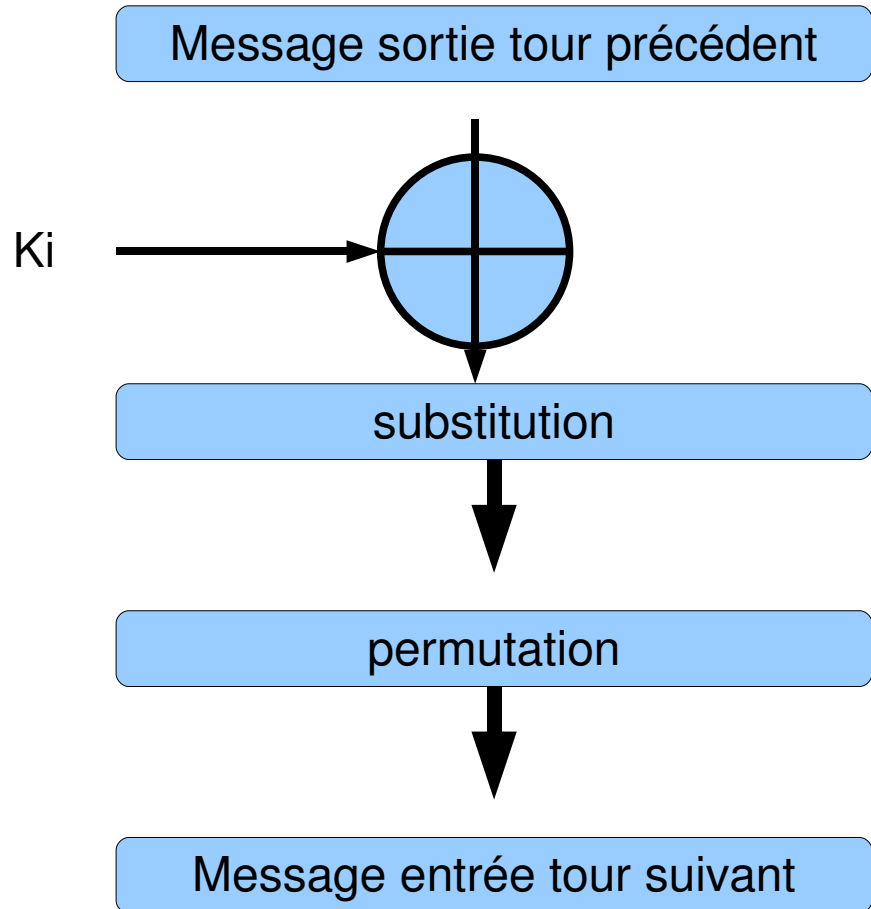 Message sortie tour précédent
Ki
substitution
permutation
Message entrée tour suivant